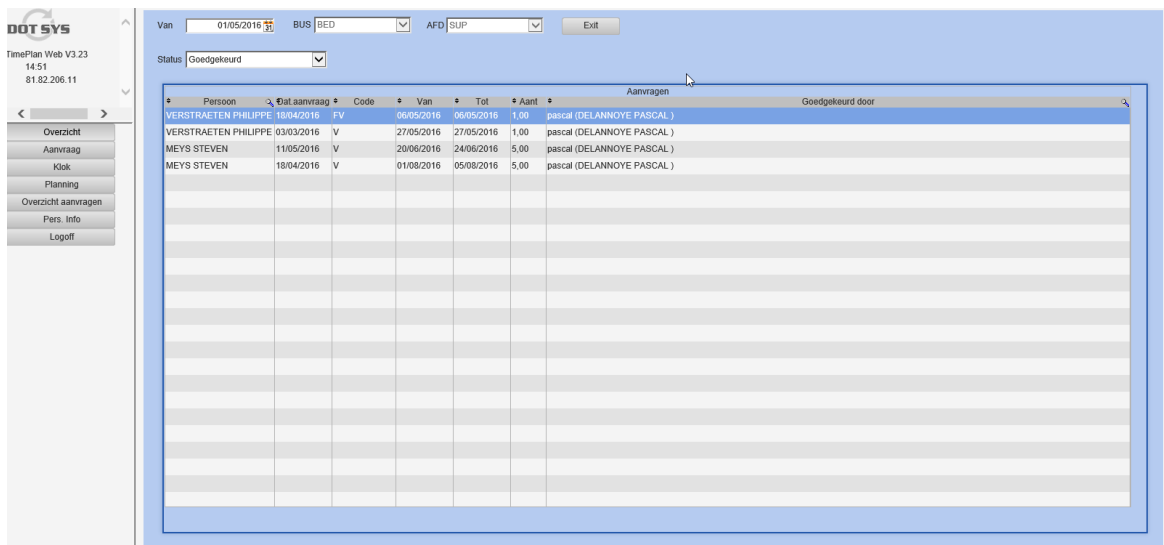 DOT SYS
TimePlan Web V3.23
14:51
81.82.206.11
Overzicht
Aanvraag
Klok
Planning
Overzicht aanvragen
Pers. Info
Logoff
Van 01/05/2016 31 BUS BED AFD SUP Exit
Status Goedgekeurd
Aanvragen
Persoon Dat.aanvraag Code Van Tot Aant Goedgekeurd door
VERSTRAETEN PHILIPPE 18/04/2016 FV 06/05/2016 06/05/2016 1,00 pascal (DELANNOYE PASCAL )
VERSTRAETEN PHILIPPE 03/03/2016 V 27/05/2016 27/05/2016 1,00 pascal (DELANNOYE PASCAL )
MEYS STEVEN 11/05/2016 V 20/06/2016 24/06/2016 5,00 pascal (DELANNOYE PASCAL )
MEYS STEVEN 18/04/2016 V 01/08/2016 05/08/2016 5,00 pascal (DELANNOYE PASCAL )